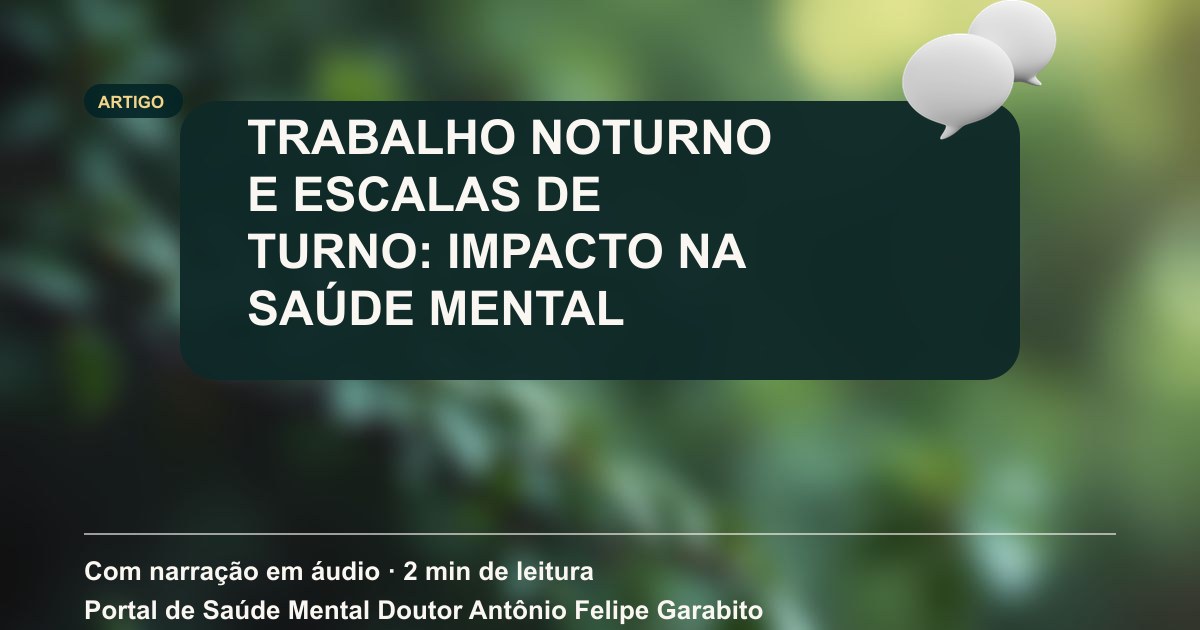 ARTIGO
TRABALHO NOTURNO
E ESCALAS DE
TURNO: IMPACTO NA
SAÚDE MENTAL
Com narração em áudio · 2 min de leitura
Portal de Saúde Mental Doutor Antônio Felipe Garabito